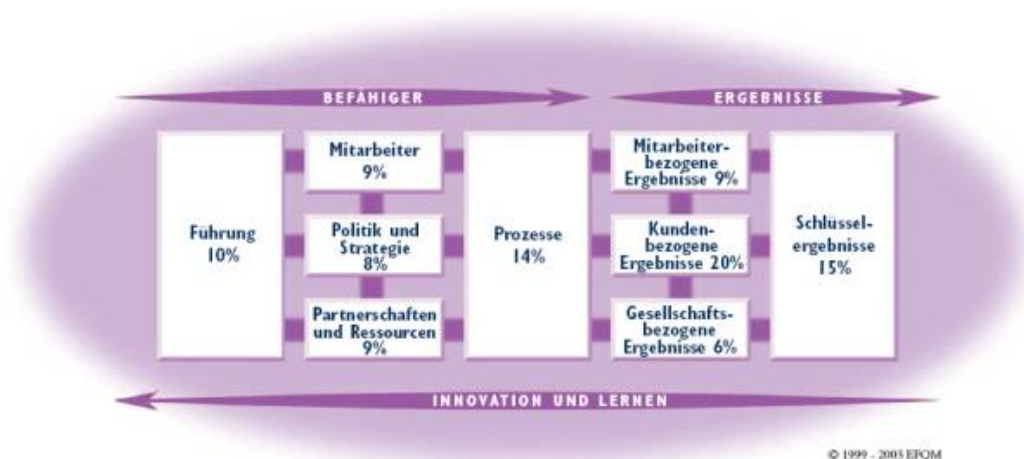 BEFÄHIGER
ERGEBNISSE
Führung
10%
Mitarbeiter
9%
Politik und
Strategie
8%
Partnerschaften
und Ressourcen
9%
Prozesse
14%
Mitarbeiter-
bezogene
Ergebnisse 9%
Kunden-
bezogene
Ergebnisse 20%
Gesellschafts-
bezogene
Ergebnisse 6%
Schlüssel-
ergebnisse
15%
INNOVATION UND LERNEN
© 1999 - 2003 EFQM